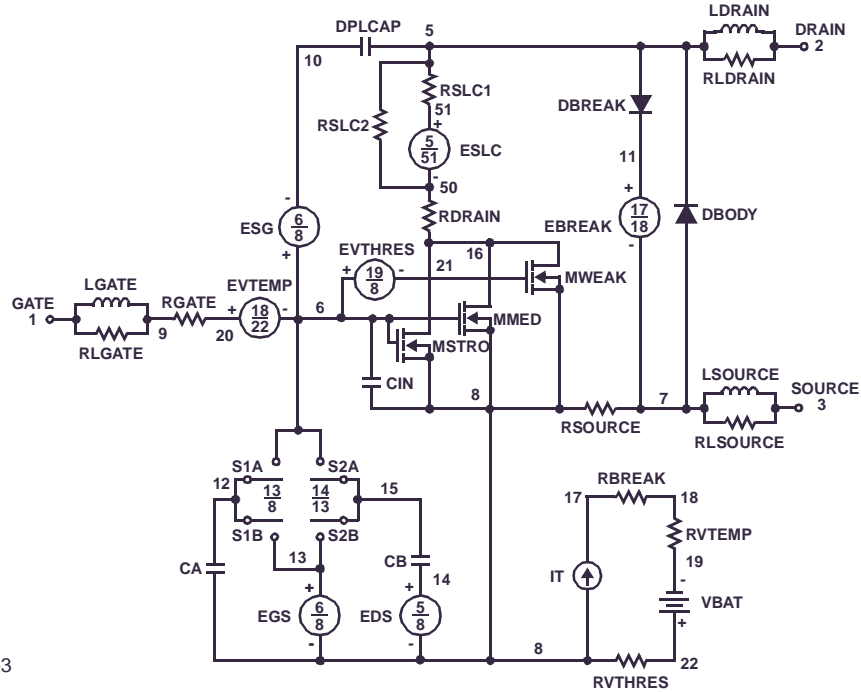 LDRAIN
DPLCAP 5 DRAIN
10 2
RLDRAIN
RSLC1
51 DBREAK
RSLC2 +
5
51 ESLC
- 11
50
- +
6
8 ESG
+
RDRAIN
17
18 EBREAK
-
DBODY
EVTHRES 16
+ 19
8 - 21
MWEAK
LGATE EVTEMP
GATE RGATE + 18
22 - 6
1 9 20
RLGATE
MMED
MSTRO
CIN
8 7
LSOURCE
SOURCE
3
RSOURCE
RLSOURCE
S1A S2A
12 13
8 14
13 15
S1B S2B
13
CA CB
+ + 14
EGS 6
8 EDS 5
8
- -
RBREAK
17 18
RVTEMP
19
IT -
VBAT
+
8 22
RVTHRES
3